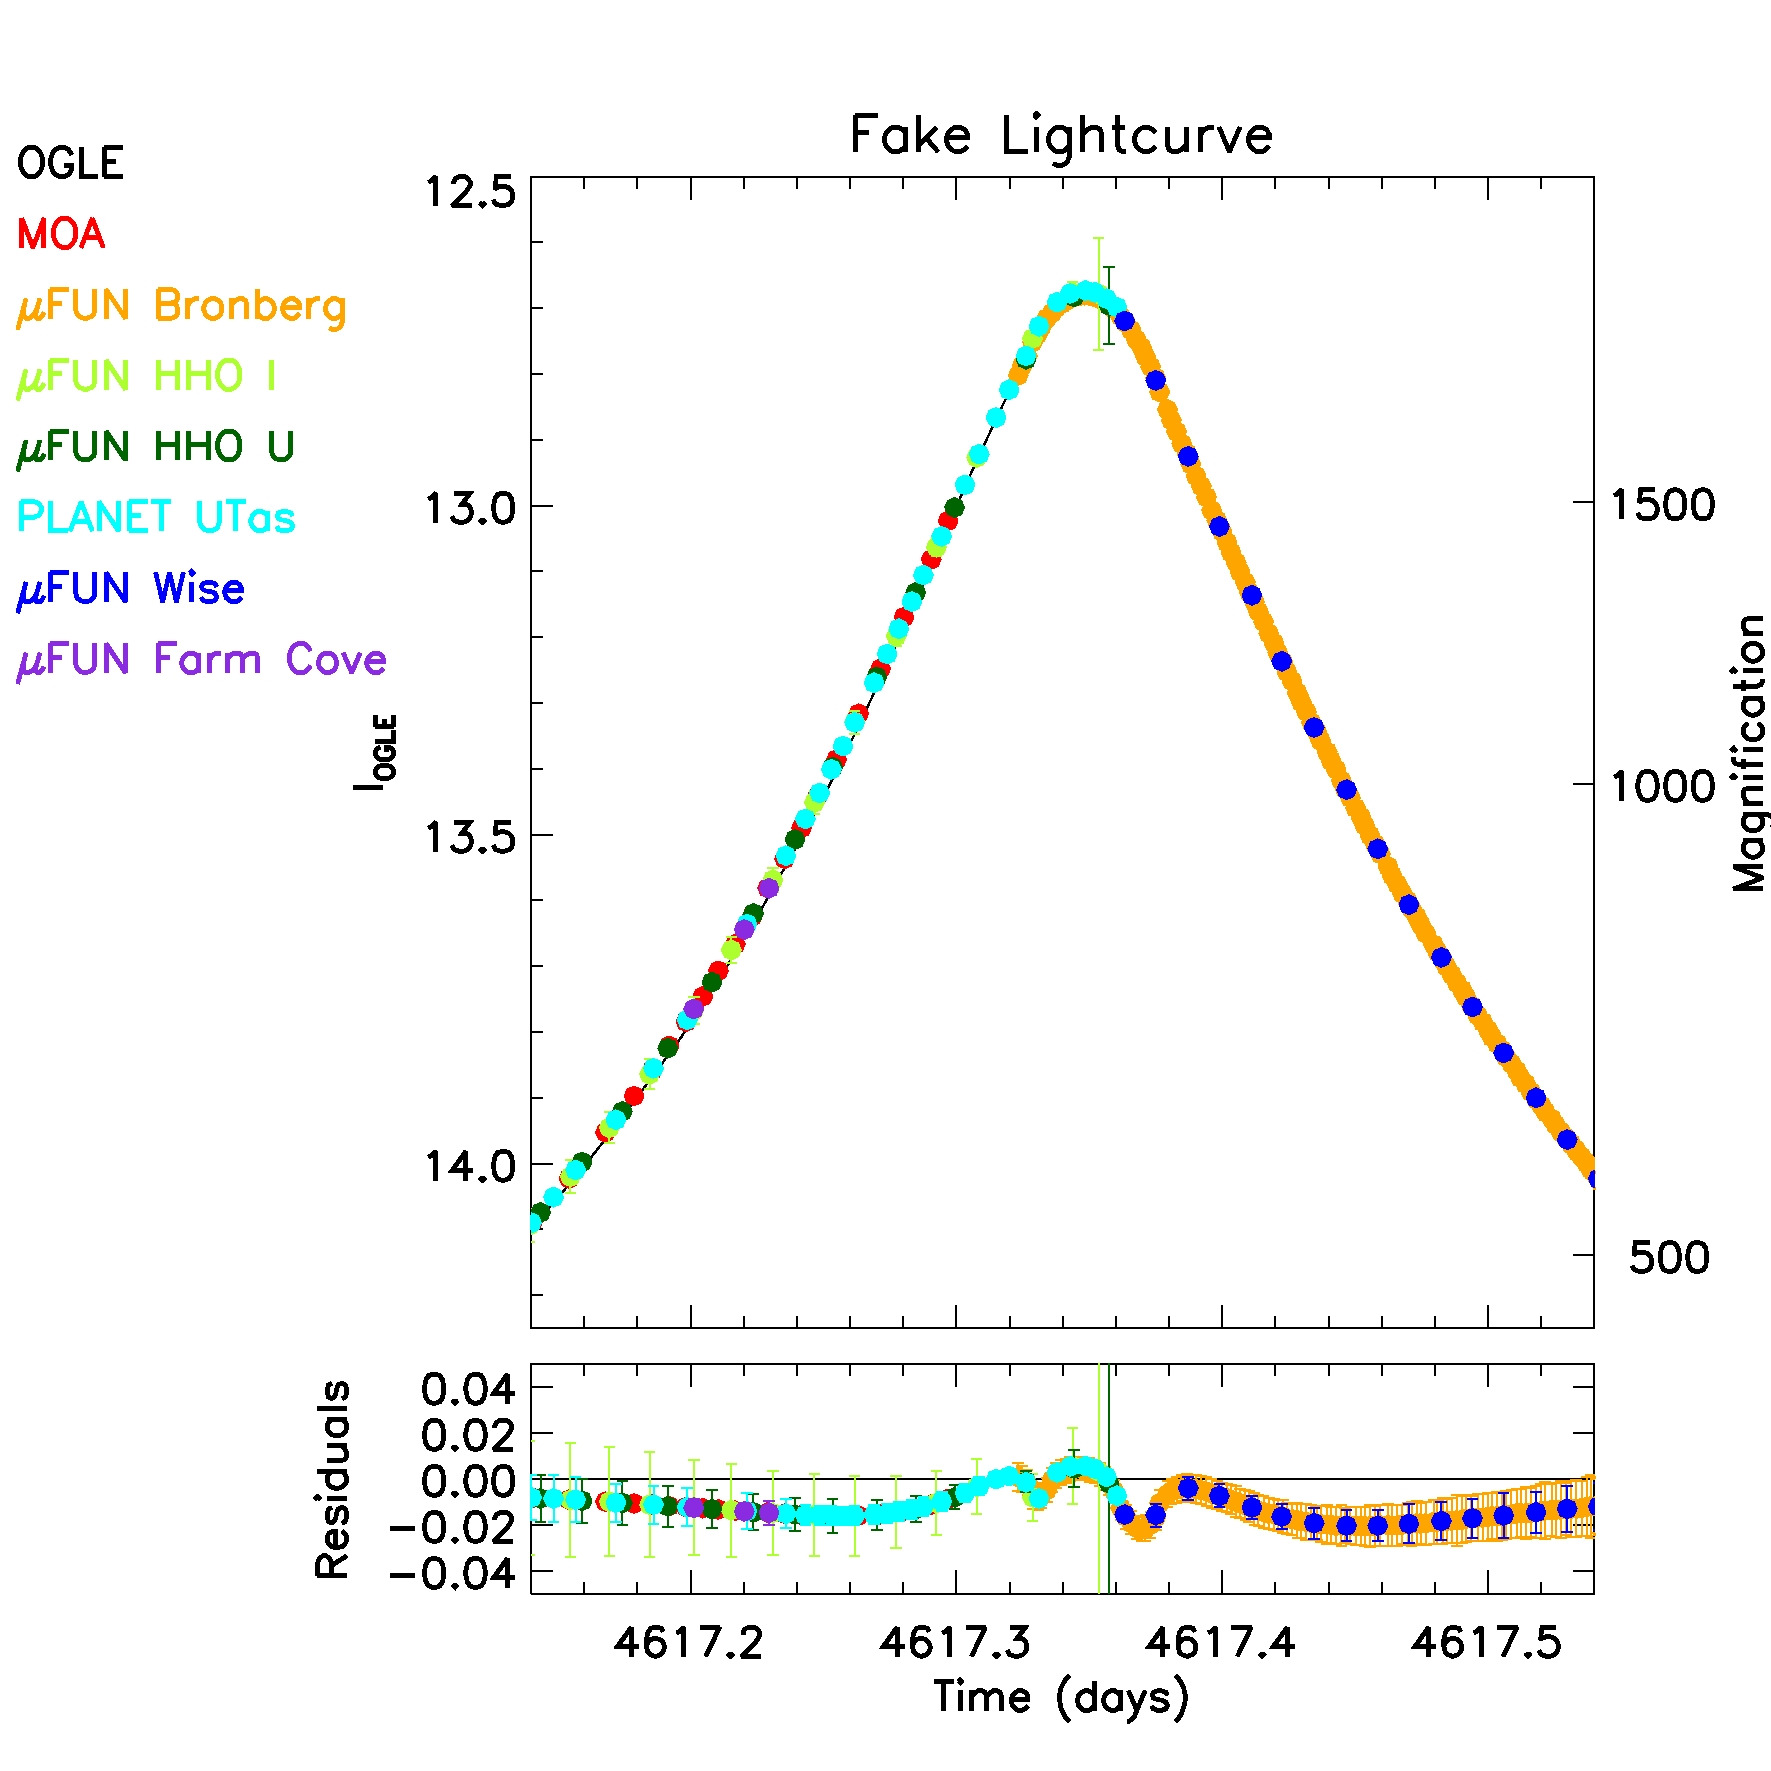 Fake Lightcurve
OGLE
MOA
μFUN Bronberg
μFUN HHO I
μFUN HHO U
PLANET UTas
μFUN Wise
μFUN Farm Cove
12.5
13.0
13.5
14.0
I_OGLE
1500
1000
500
Magnification
Residuals
0.04
0.02
0.00
−0.02
−0.04
4617.2 4617.3 4617.4 4617.5
Time (days)